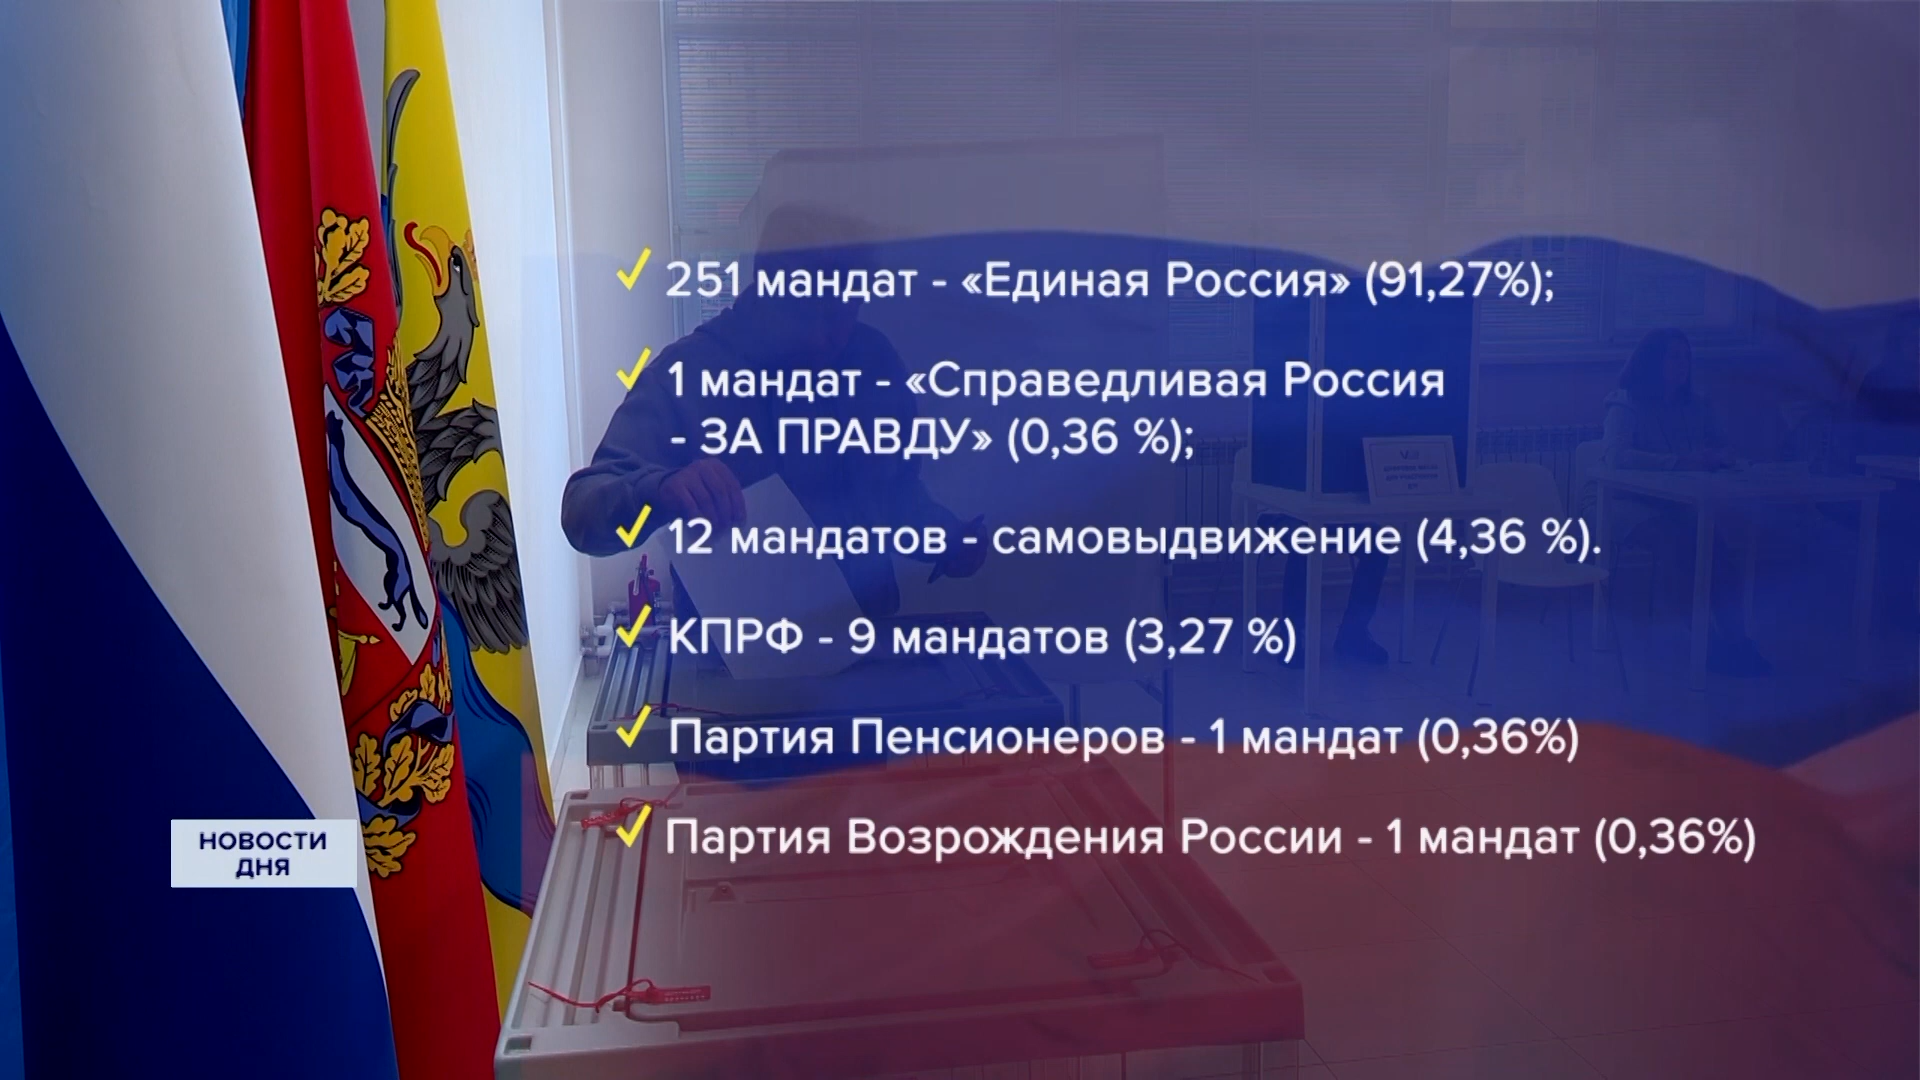 251 мандат - «Единая Россия» (91,27%);
1 мандат - «Справедливая Россия
- ЗА ПРАВДУ» (0,36 %);
12 мандатов - самовыдвижение (4,36 %).
КПРФ - 9 мандатов (3,27 %)
Партия Пенсионеров - 1 мандат (0,36%)
Партия Возрождения России - 1 мандат (0,36%)
НОВОСТИ
ДНЯ